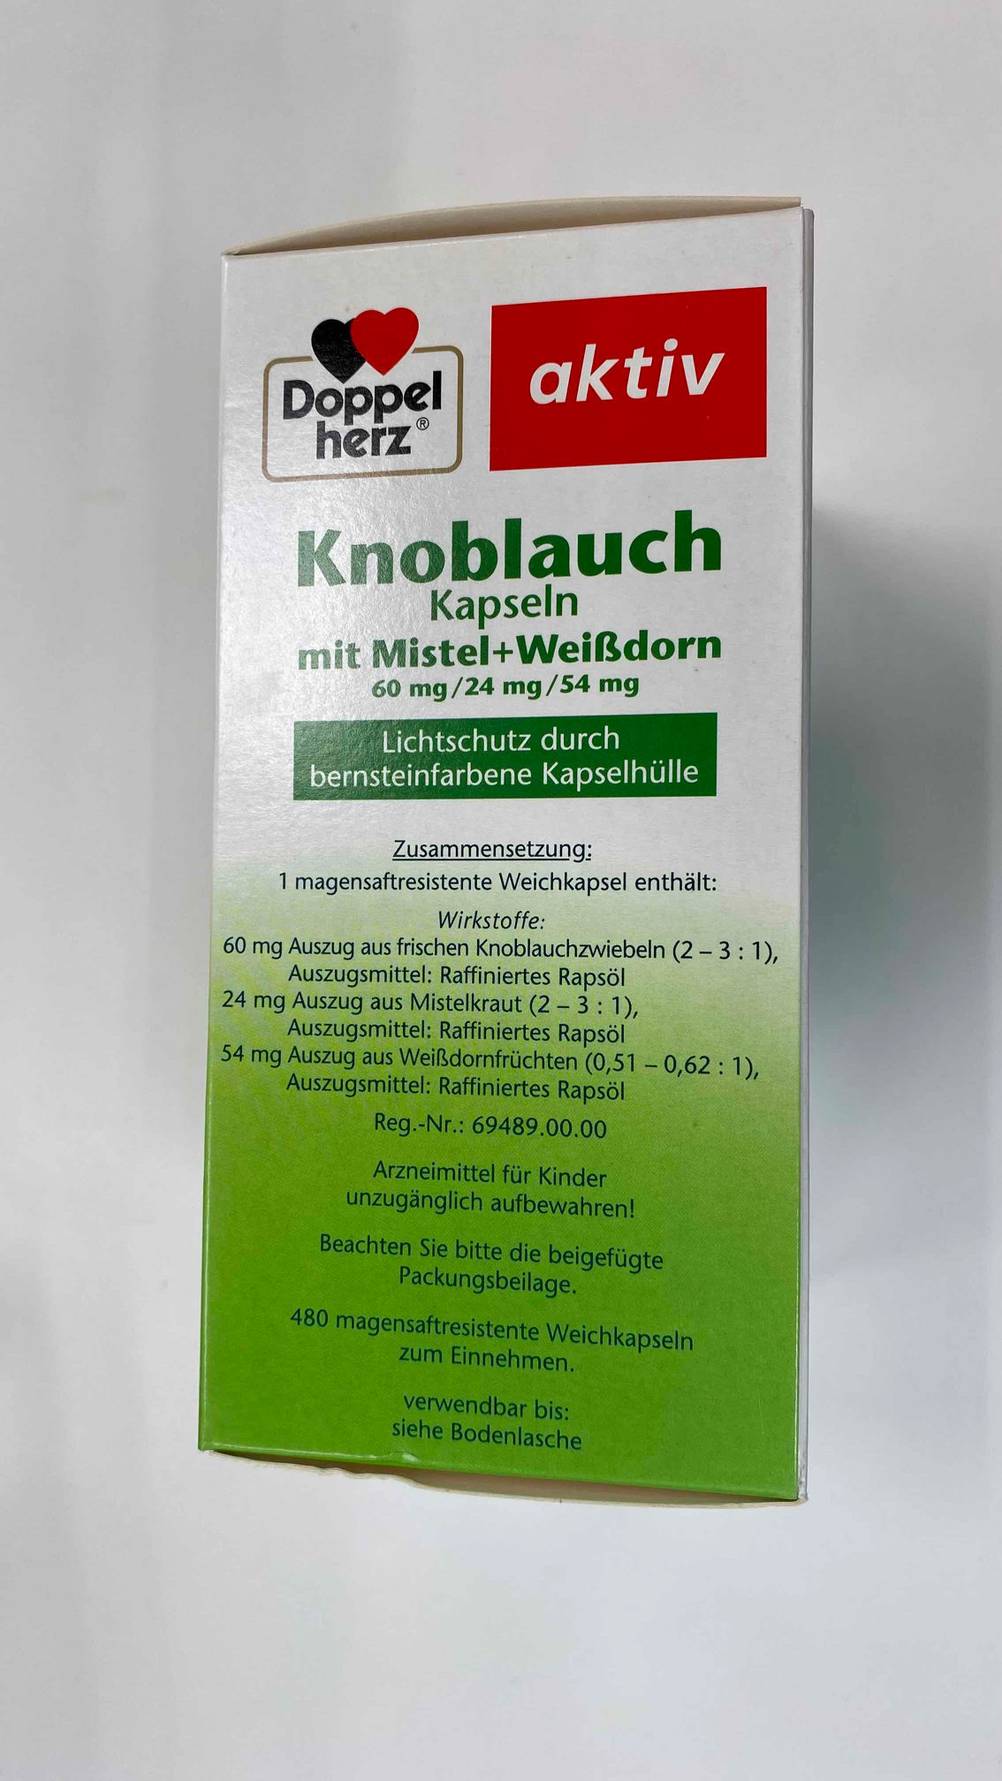 Doppel
herz®
aktiv
Knoblauch
Kapseln
mit Mistel+Weißdorn
60 mg/24 mg/54 mg
Lichtschutz durch
bernsteinfarbene Kapselhülle
Zusammensetzung:
1 magensaftresistente Weichkapsel enthält:
Wirkstoffe:
60 mg Auszug aus frischen Knoblauchzwiebeln (2 – 3 : 1),
Auszugsmittel: Raffiniertes Rapsöl
24 mg Auszug aus Mistelkraut (2 – 3 : 1),
Auszugsmittel: Raffiniertes Rapsöl
54 mg Auszug aus Weißdornfrüchten (0,51 – 0,62 : 1),
Auszugsmittel: Raffiniertes Rapsöl
Reg.-Nr.: 69489.00.00
Arzneimittel für Kinder
unzugänglich aufbewahren!
Beachten Sie bitte die beigefügte
Packungsbeilage.
480 magensaftresistente Weichkapseln
zum Einnehmen.
verwendbar bis:
siehe Bodenlasche